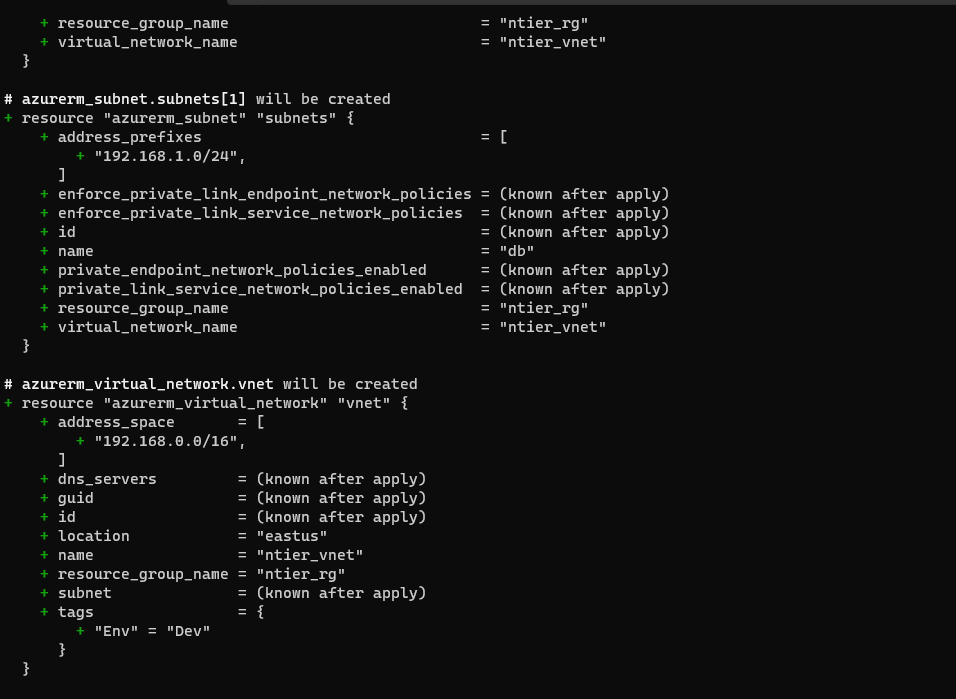 + resource_group_name                            = "ntier_rg"
    + virtual_network_name                           = "ntier_vnet"
  }
# azurerm_subnet.subnets[1] will be created
+ resource "azurerm_subnet" "subnets" {
    + address_prefixes                               = [
        + "192.168.1.0/24",
      ]
    + enforce_private_link_endpoint_network_policies = (known after apply)
    + enforce_private_link_service_network_policies  = (known after apply)
    + id                                             = (known after apply)
    + name                                           = "db"
    + private_endpoint_network_policies_enabled      = (known after apply)
    + private_link_service_network_policies_enabled  = (known after apply)
    + resource_group_name                            = "ntier_rg"
    + virtual_network_name                           = "ntier_vnet"
  }
# azurerm_virtual_network.vnet will be created
+ resource "azurerm_virtual_network" "vnet" {
    + address_space       = [
        + "192.168.0.0/16",
      ]
    + dns_servers         = (known after apply)
    + guid                = (known after apply)
    + id                  = (known after apply)
    + location            = "eastus"
    + name                = "ntier_vnet"
    + resource_group_name = "ntier_rg"
    + subnet              = (known after apply)
    + tags                = {
        + "Env" = "Dev"
      }
  }